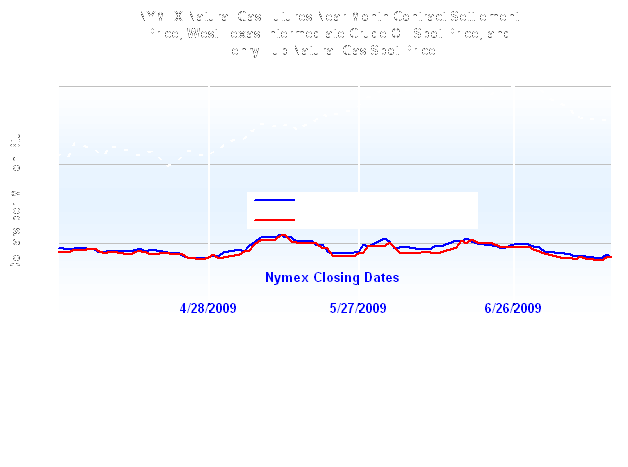 NYMEX Natural Gas Futures Near Month Contract Settlement
Price, West Texas Intermediate Crude Oil Spot Price, and
Henry Hub Natural Gas Spot Price
Nymex Closing Dates
4/28/2009 5/27/2009 6/26/2009